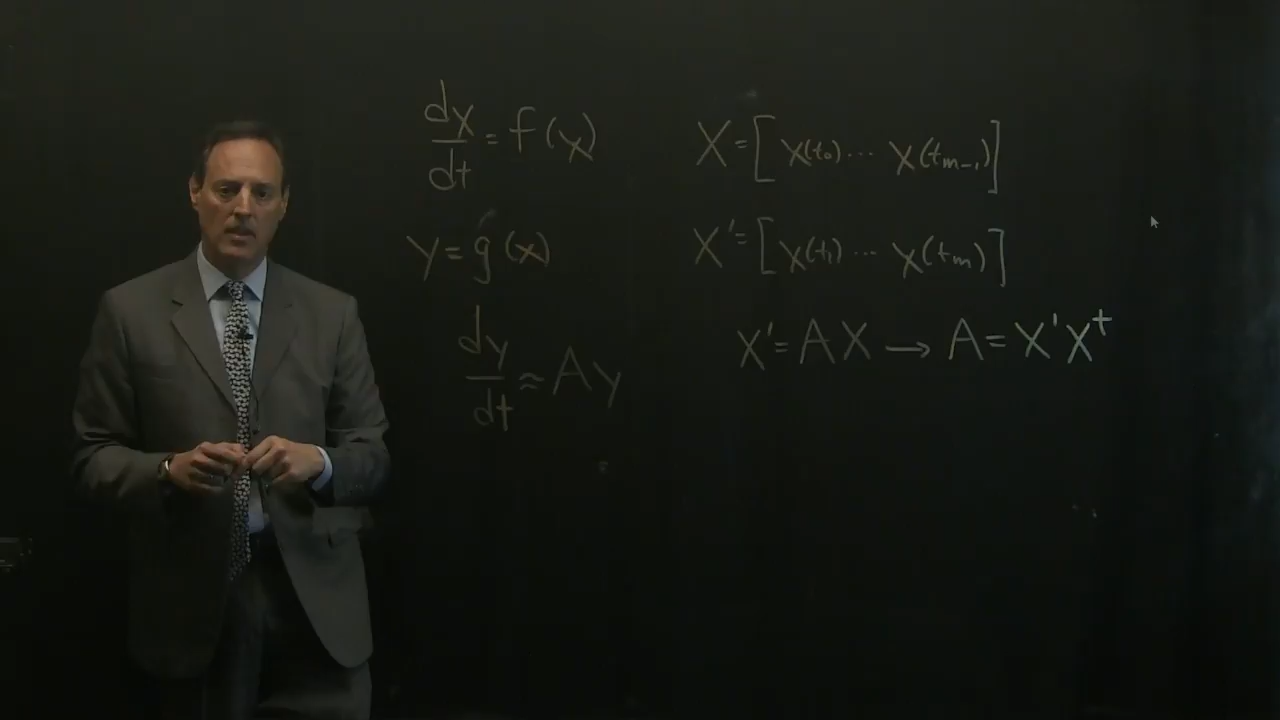 dx/dt = f(x)
y = g(x)
dy/dt ≈ Ay
X = [x(t₀) ··· x(tₘ₋₁)]
X' = [x(t₁) ··· x(tₘ)]
X' = AX → A = X'X†